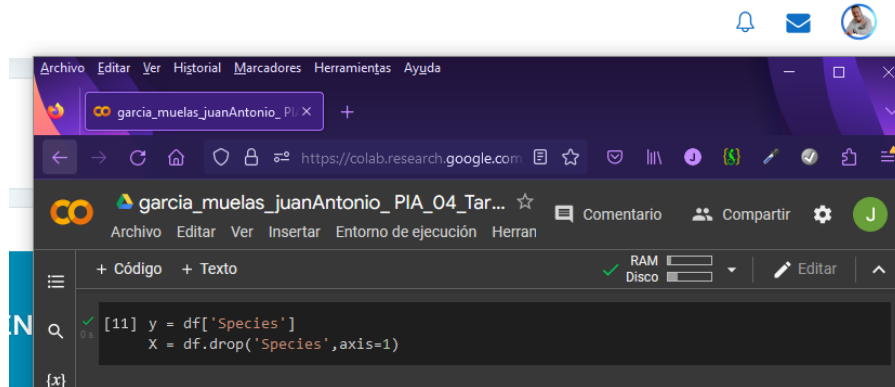 Archivo Editar Ver Historial Marcadores Herramientas Ayuda
garcia_muelas_juanAntonio_ PI
https://colab.research.google.com
garcia_muelas_juanAntonio_ PIA_04_Tar...
Comentario
Compartir
J
Archivo Editar Ver Insertar Entorno de ejecución Herran
+ Código + Texto
RAM
Disco
Editar
EN
[11] y = df['Species']
0 s
X = df.drop('Species',axis=1)
{x}